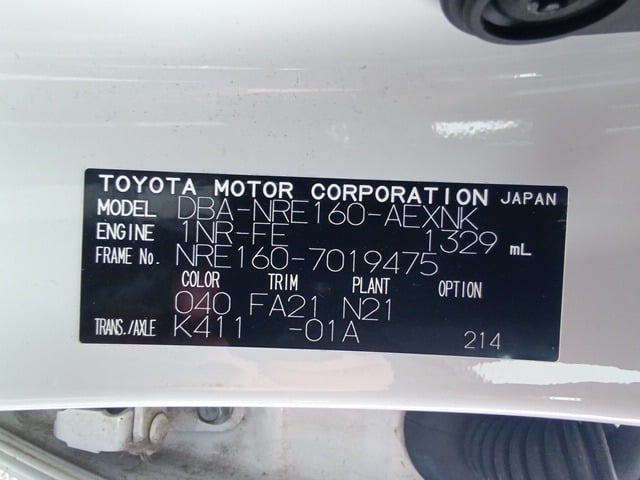 TOYOTA MOTOR CORPORATION JAPAN
MODEL DBA-NRE160-AEXNK
ENGINE 1NR-FE 1329 mL
FRAME No. NRE160-7019475
COLOR TRIM PLANT OPTION
040 FA21 N21
TRANS./AXLE K411 -01A 214